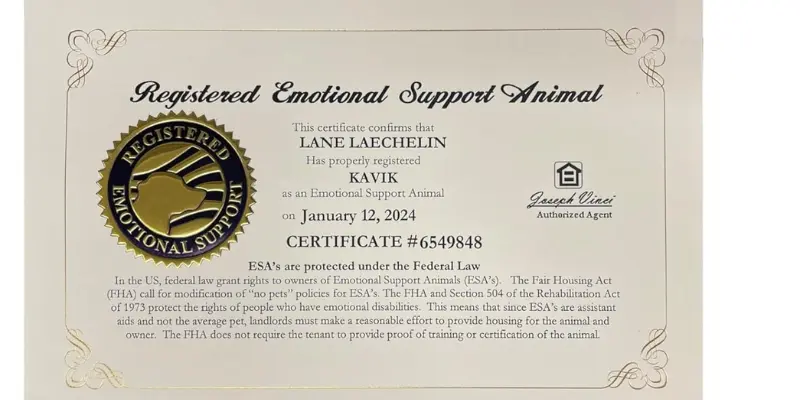 Registered Emotional Support Animal
This certificate confirms that
LANE LAECHELIN
Has properly registered
KAVIK
as an Emotional Support Animal
on January 12, 2024
CERTIFICATE #6549848
REGISTERED
EMOTIONAL SUPPORT
Joseph Vinci
Authorized Agent
ESA's are protected under the Federal Law
In the US, federal law grant rights to owners of Emotional Support Animals (ESA's). The Fair Housing Act
(FHA) call for modification of "no pets" policies for ESA's. The FHA and Section 504 of the Rehabilitation Act
of 1973 protect the rights of people who have emotional disabilities. This means that since ESA's are assistant
aids and not the average pet, landlords must make a reasonable effort to provide housing for the animal and
owner. The FHA does not require the tenant to provide proof of training or certification of the animal.